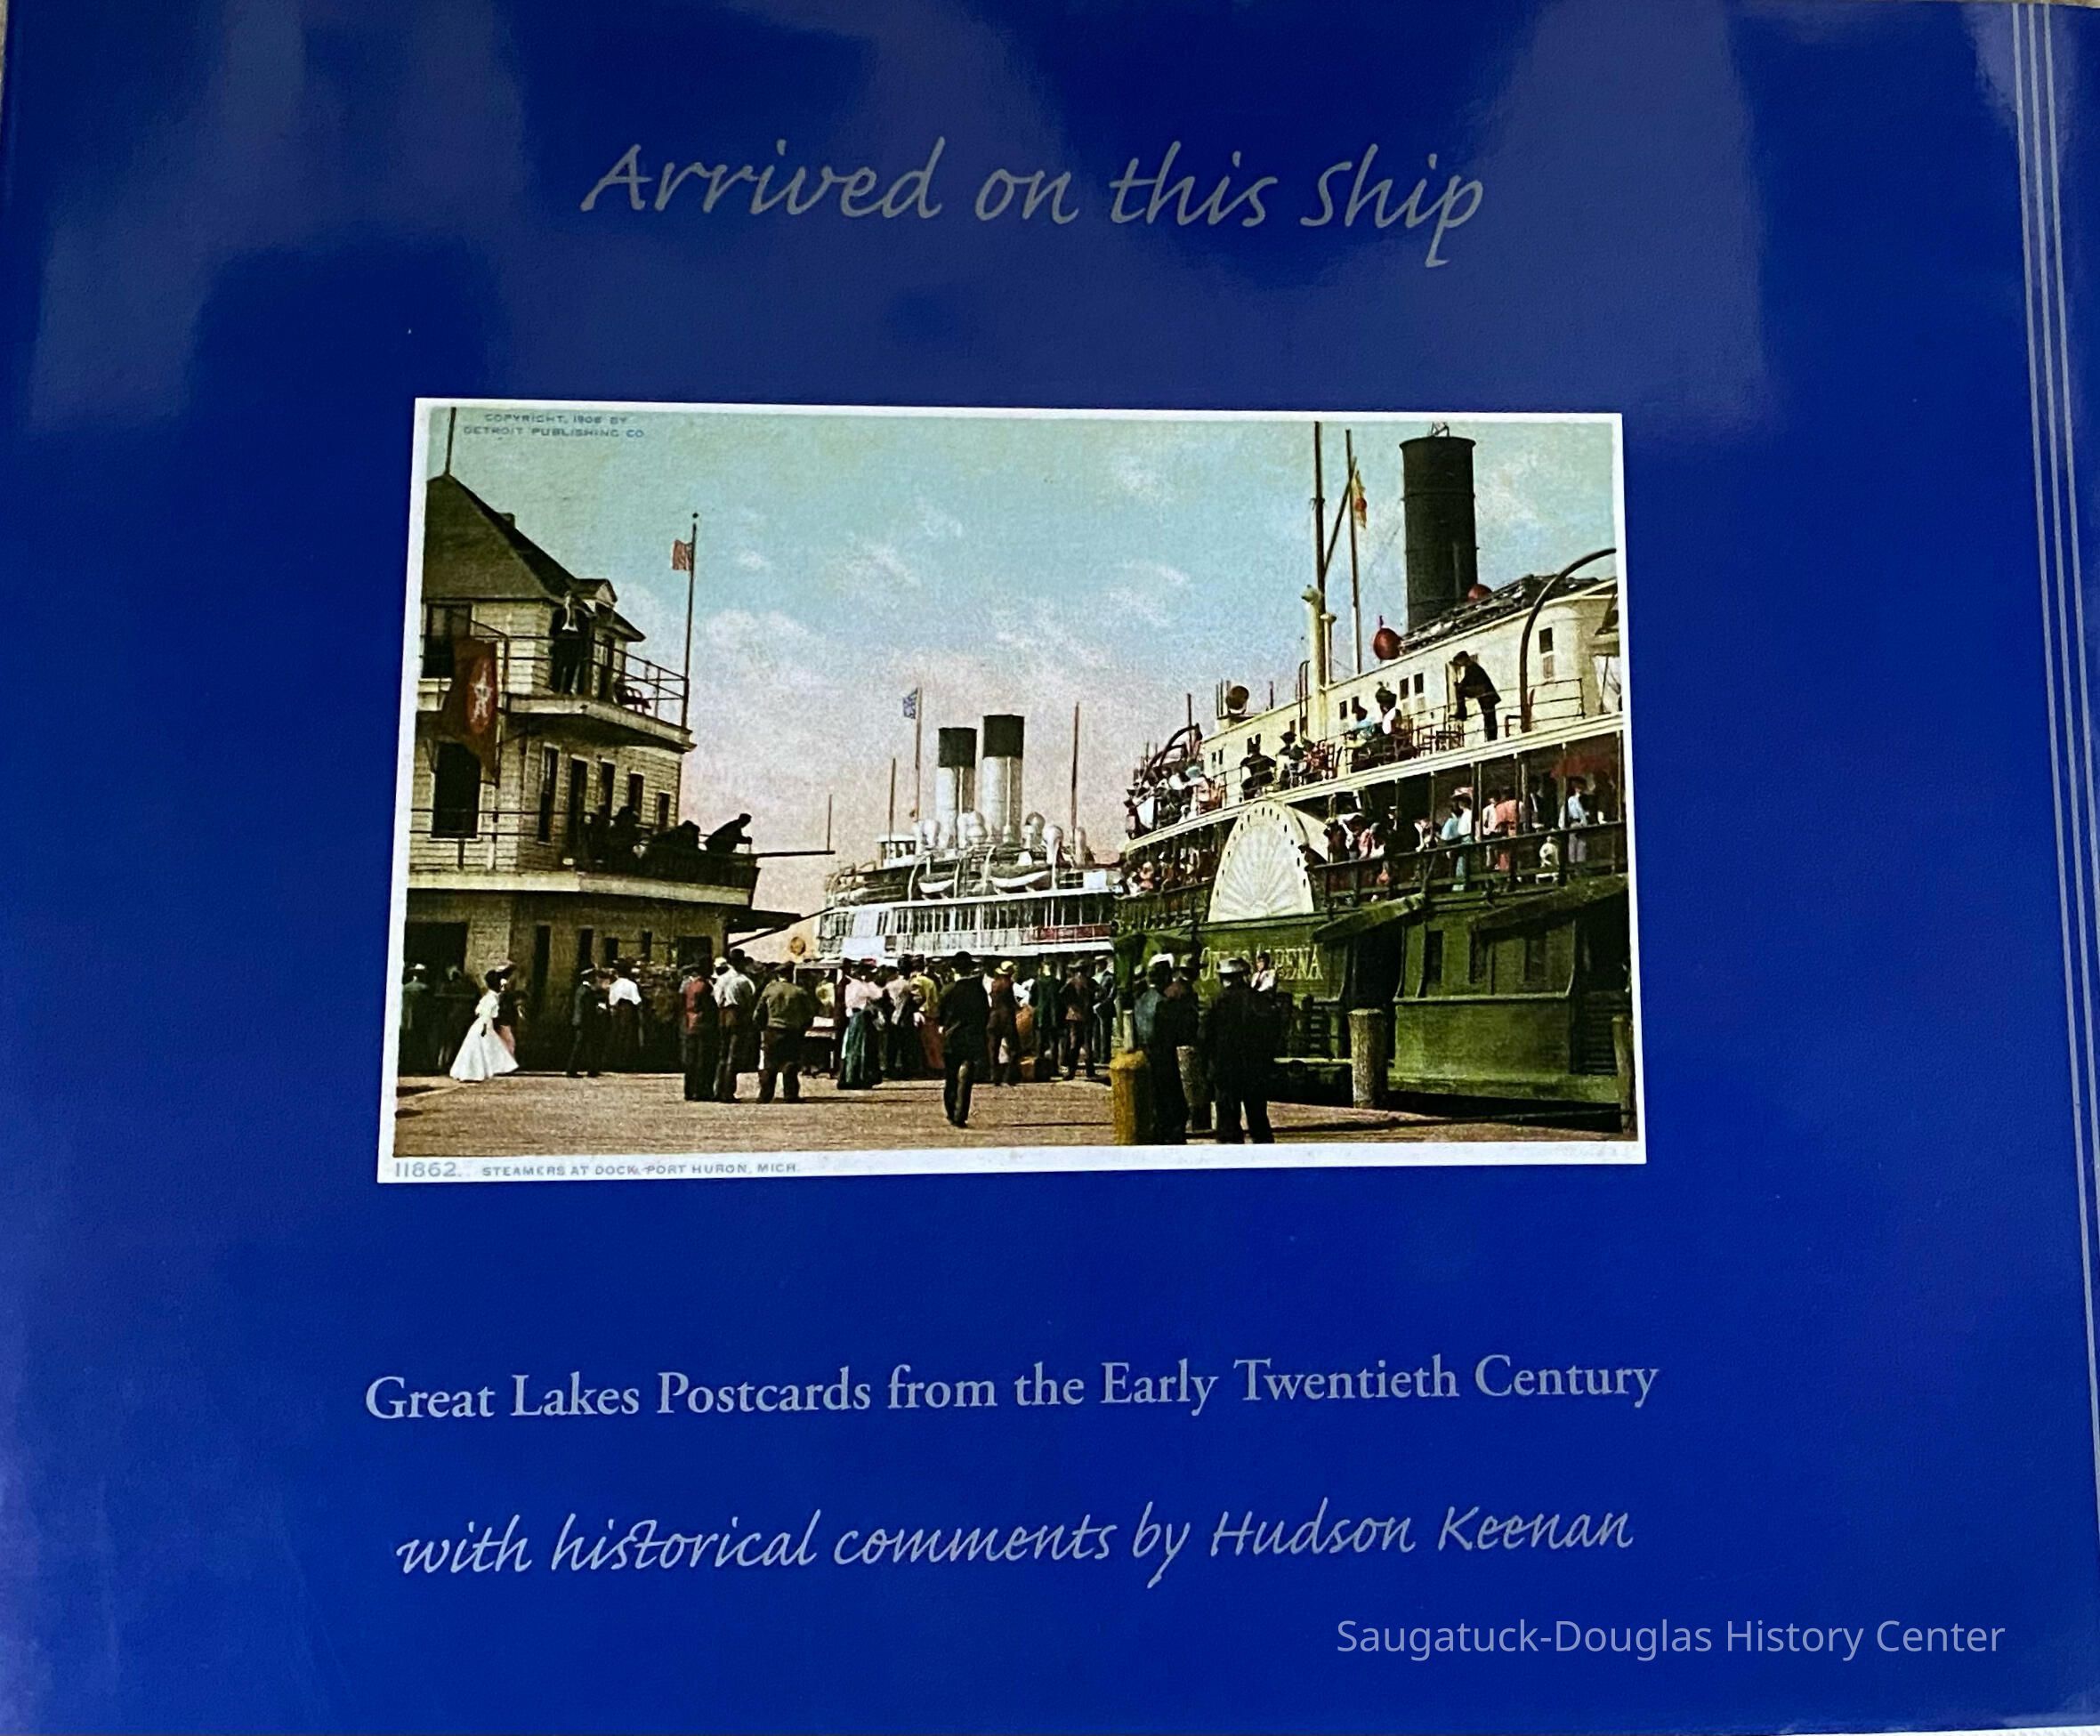 Arrived on this Ship
COPYRIGHT, 1908 BY
DETROIT PUBLISHING CO
11862. STEAMERS AT DOCK, PORT HURON, MICH.
Great Lakes Postcards from the Early Twentieth Century
with historical comments by Hudson Keenan
Saugatuck-Douglas History Center